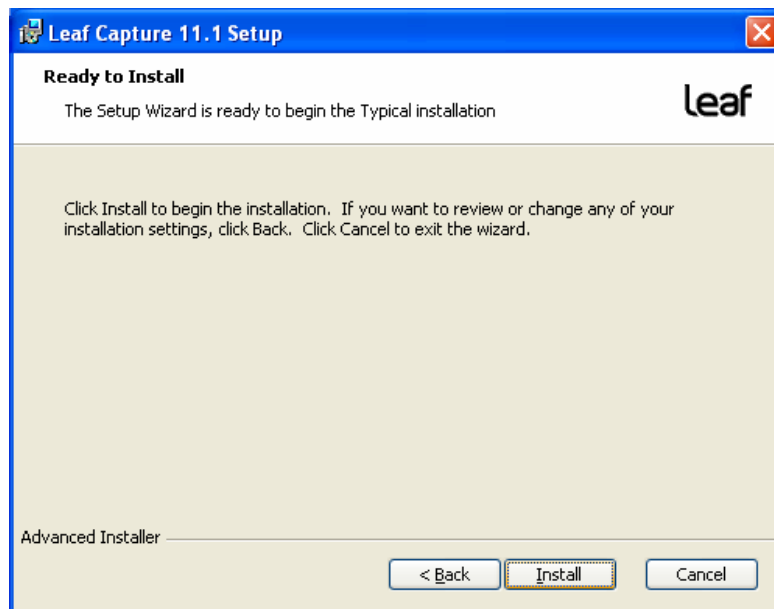 Leaf Capture 11.1 Setup
Ready to Install
The Setup Wizard is ready to begin the Typical installation
leaf
Click Install to begin the installation.  If you want to review or change any of your
installation settings, click Back.  Click Cancel to exit the wizard.
Advanced Installer
< Back
Install
Cancel